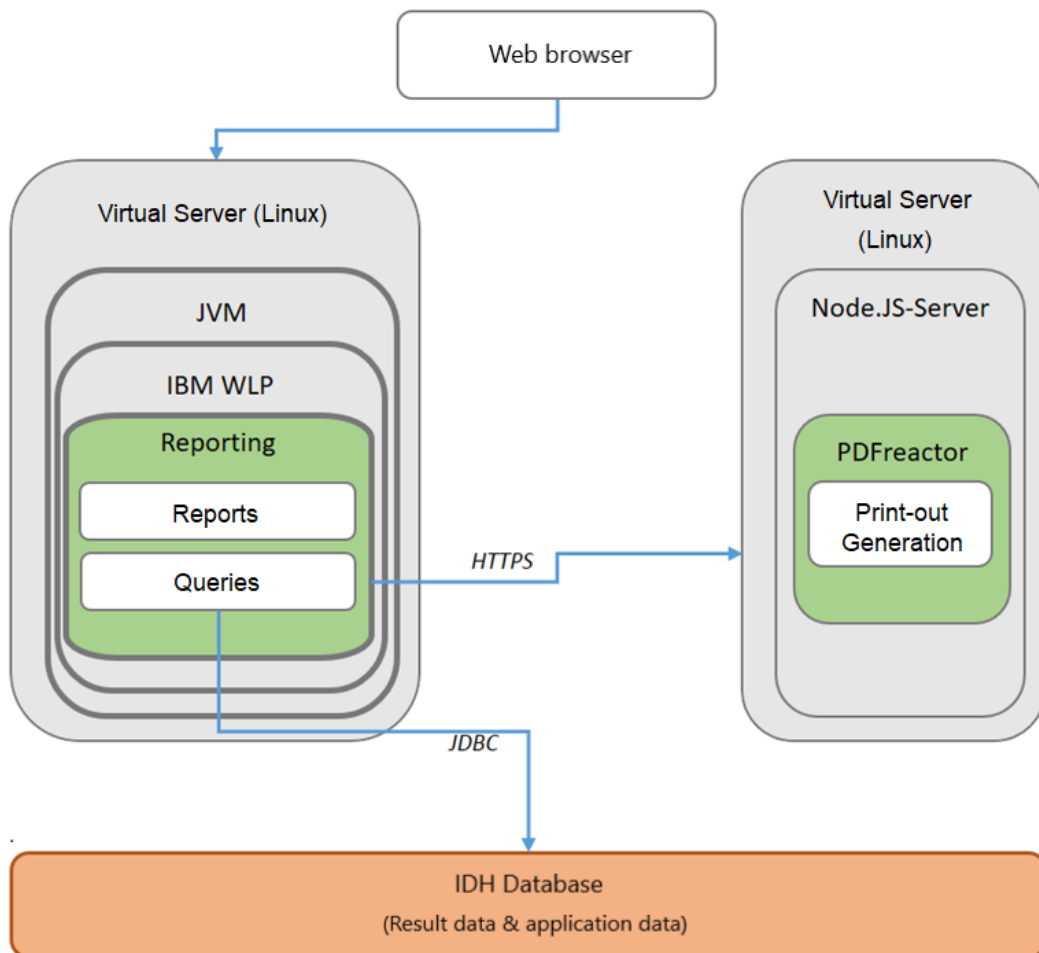 Web browser
Virtual Server (Linux)
JVM
IBM WLP
Reporting
Reports
Queries
HTTPS
JDBC
Virtual Server
(Linux)
Node.JS-Server
PDFreactor
Print-out
Generation
.
IDH Database
(Result data & application data)